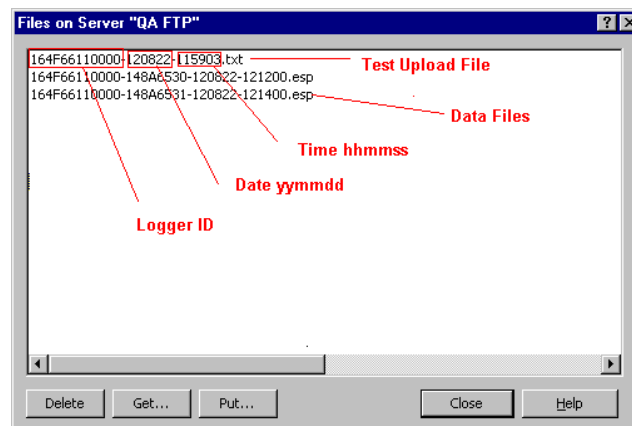 Files on Server "QA FTP"
164F66110000-120822-115903.txt
Test Upload File
164F66110000-148A6530-120822-121200.esp
164F66110000-148A6531-120822-121400.esp
Data Files
Time hhmmss
Date yymmdd
Logger ID
Delete
Get...
Put...
Close
Help